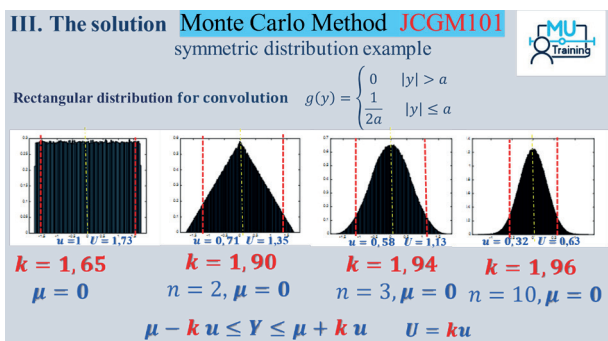 III. The solution Monte Carlo Method JCGM101
MU
Training
symmetric distribution example
Rectangular distribution for convolution g(y) = { 0 |y| > a
1/2a |y| ≤ a
u=1 U=1,73 u=0,71 U=1,35 u=0,58 U=1,13 u=0,32 U=0,63
k = 1,65 k = 1,90 k = 1,94 k = 1,96
μ = 0 n = 2, μ = 0 n = 3, μ = 0 n = 10, μ = 0
μ − k u ≤ Y ≤ μ + k u U = ku